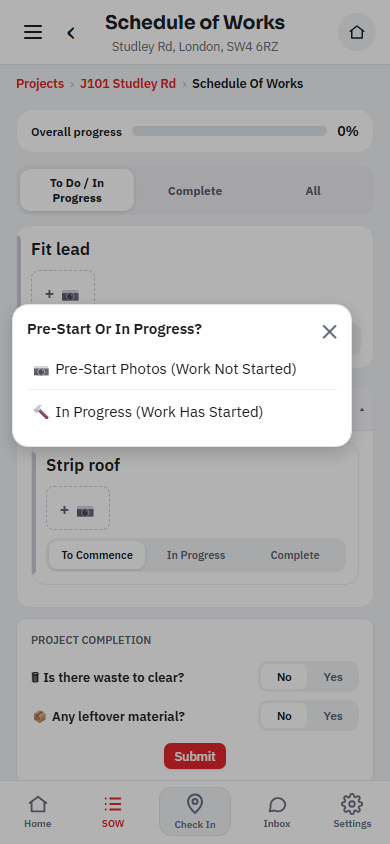 Schedule of Works
Studley Rd, London, SW4 6RZ
Projects › J101 Studley Rd › Schedule Of Works
Overall progress 0%
To Do / In
Progress
Complete
All
Fit lead
+
Pre-Start Or In Progress?
Pre-Start Photos (Work Not Started)
In Progress (Work Has Started)
Strip roof
+
To Commence In Progress Complete
PROJECT COMPLETION
Is there waste to clear? No Yes
Any leftover material? No Yes
Submit
Home SOW Check In Inbox Settings